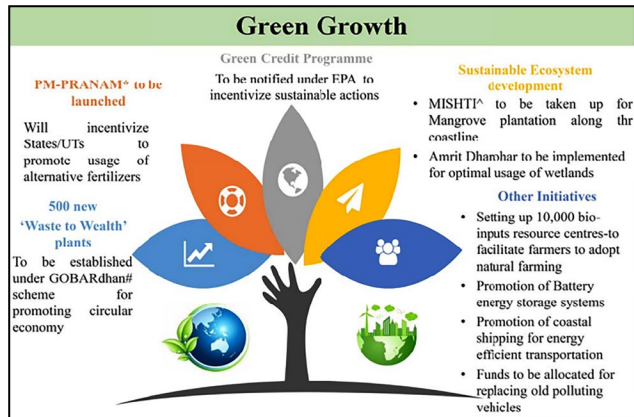 Green Growth
Green Credit Programme
To be notified under EPA to
incentivize sustainable actions
PM-PRANAM* to be
launched
Will incentivize
States/UTs to
promote usage of
alternative fertilizers
500 new
‘Waste to Wealth’
plants
To be established
under GOBARdhan#
scheme for
promoting circular
economy
Sustainable Ecosystem
development
• MISHTI^ to be taken up for
Mangrove plantation along thr
coastline
• Amrit Dharohar to be implemented
for optimal usage of wetlands
Other Initiatives
• Setting up 10,000 bio-
inputs resource centres-to
facilitate farmers to adopt
natural farming
• Promotion of Battery
energy storage systems
• Promotion of coastal
shipping for energy
efficient transportation
• Funds to be allocated for
replacing old polluting
vehicles